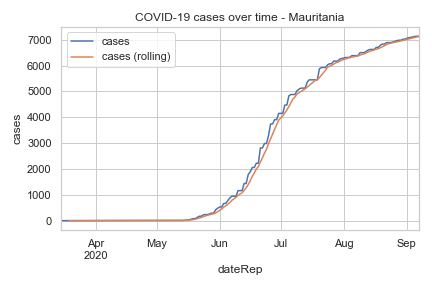 COVID-19 cases over time - Mauritania
cases
cases (rolling)
cases
7000
6000
5000
4000
3000
2000
1000
0
Apr May Jun Jul Aug Sep
2020
dateRep